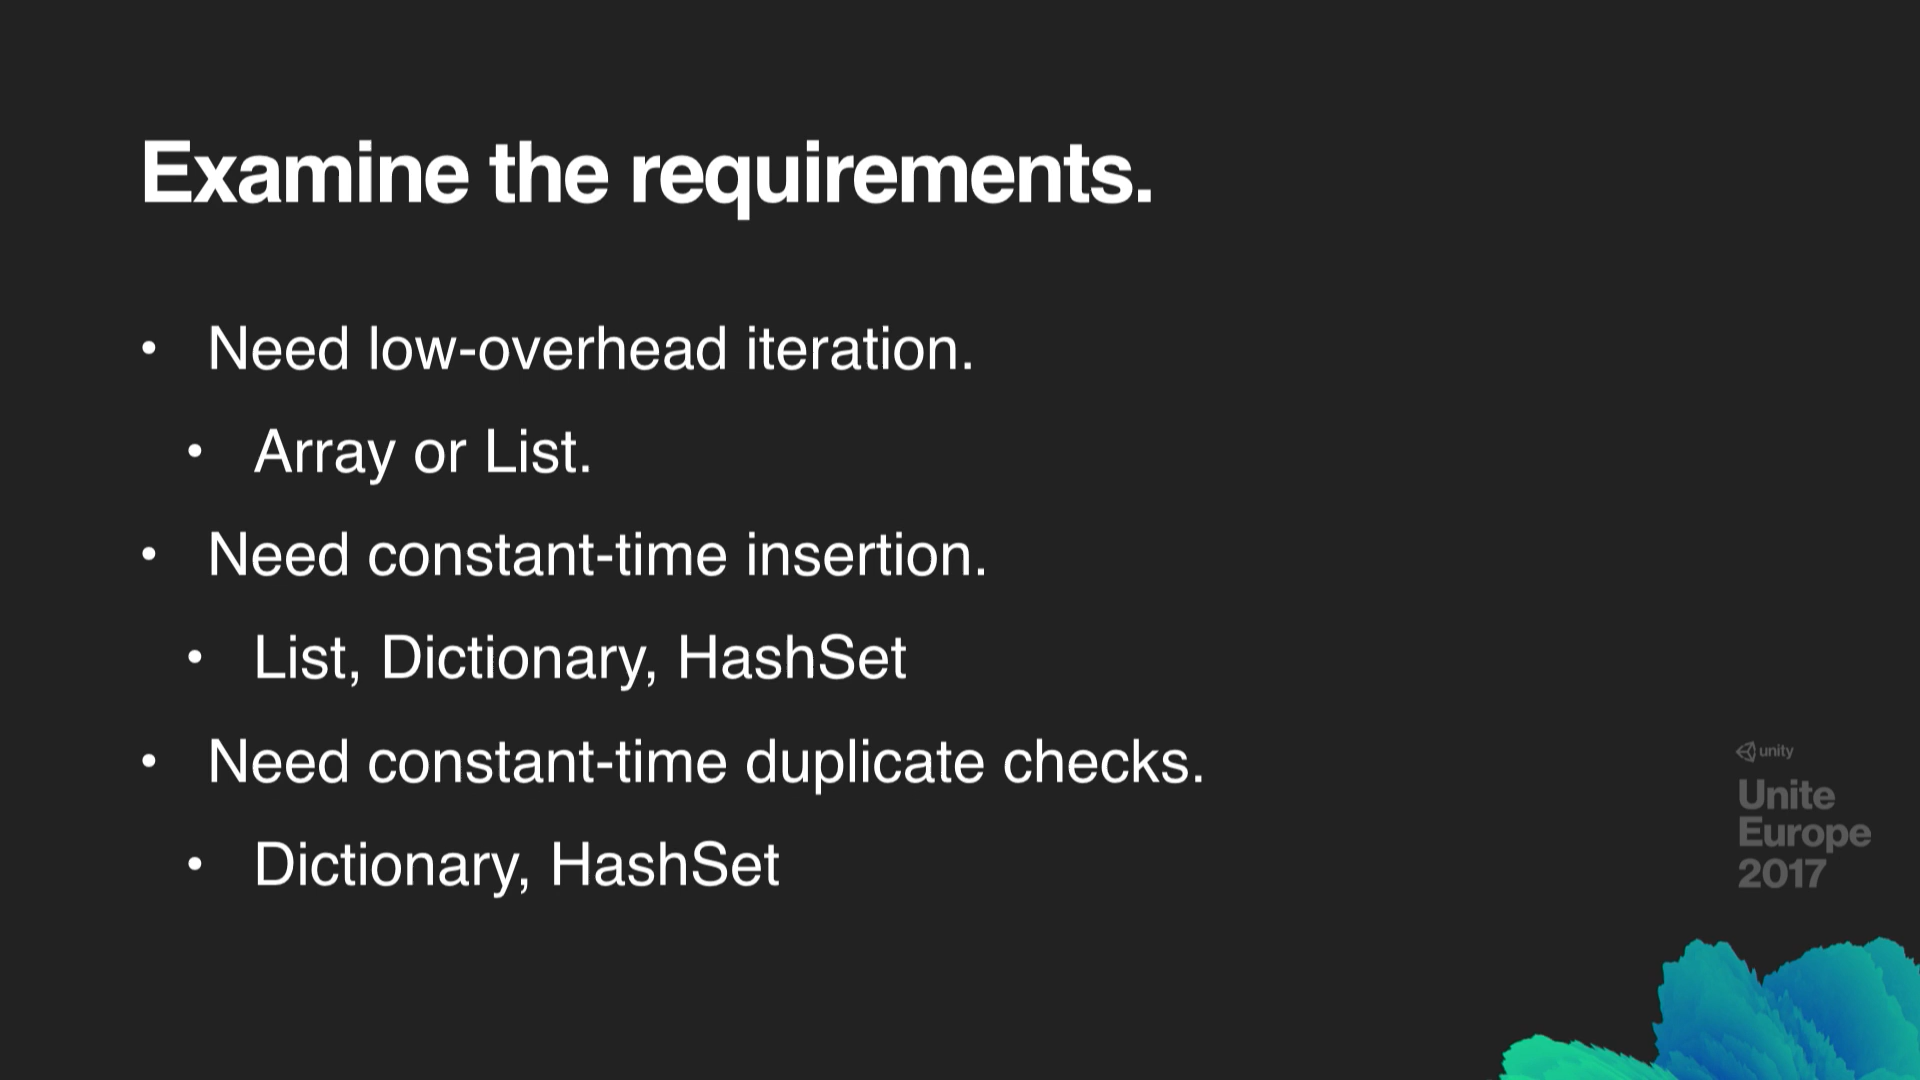 Examine the requirements.
• Need low-overhead iteration.
• Array or List.
• Need constant-time insertion.
• List, Dictionary, HashSet
• Need constant-time duplicate checks.
• Dictionary, HashSet
unity
Unite
Europe
2017